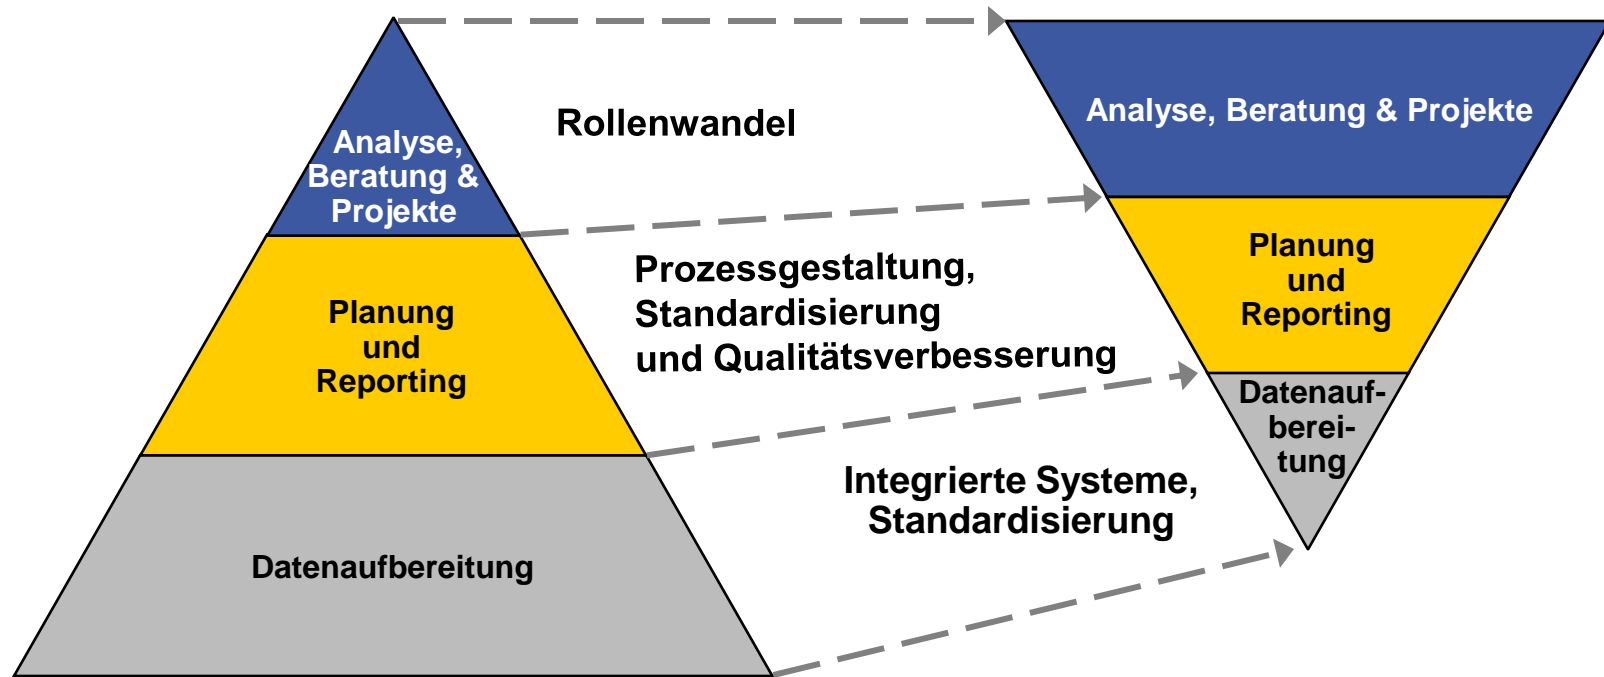 Analyse,
Beratung &
Projekte
Planung
und
Reporting
Datenaufbereitung
Rollenwandel
Prozessgestaltung,
Standardisierung
und Qualitätsverbesserung
Integrierte Systeme,
Standardisierung
Analyse, Beratung & Projekte
Planung
und
Reporting
Datenauf-
berei-
tung